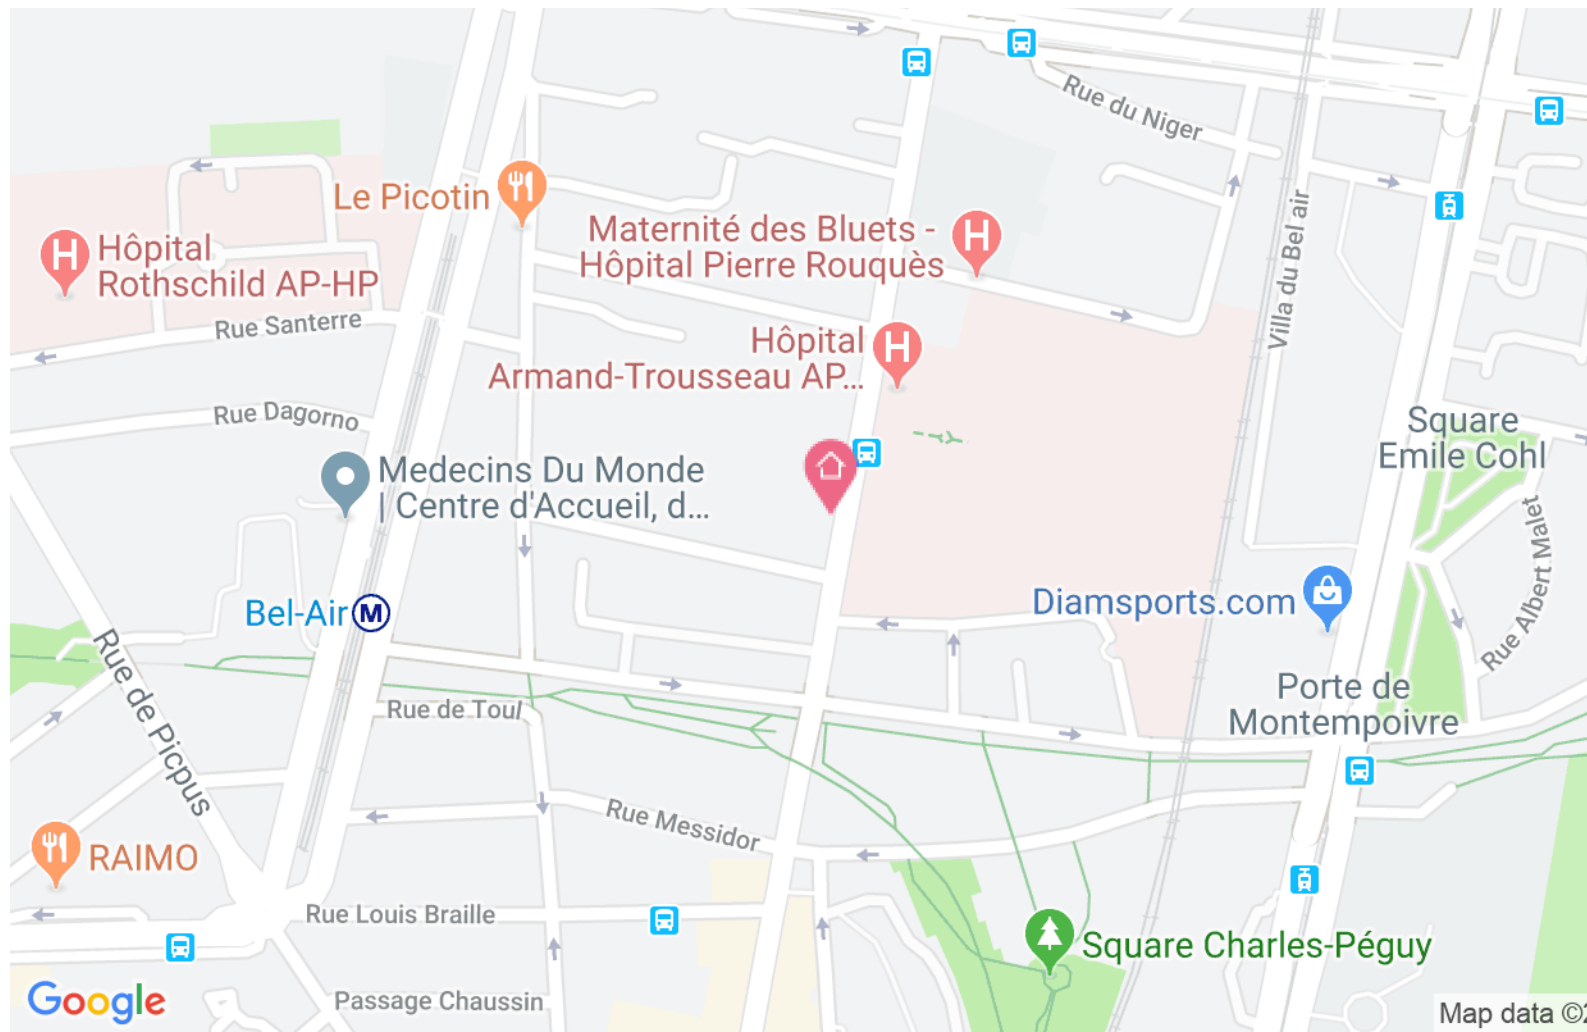 Rue du Niger
Le Picotin
Maternité des Bluets -
Hôpital Pierre Rouquès
H
H
Hôpital
Rothschild AP-HP
Villa du Bel air
Rue Santerre
Hôpital
Armand-Trousseau AP...
H
Rue Dagorno
Square
Emile Cohl
Medecins Du Monde
| Centre d'Accueil, d...
Rue Albert Malet
Diamsports.com
Bel-Air M
Rue de Picpus
Porte de
Montempoivre
Rue de Toul
Rue Messidor
RAIMO
Rue Louis Braille
Square Charles-Péguy
Passage Chaussin
Google
Map data ©2